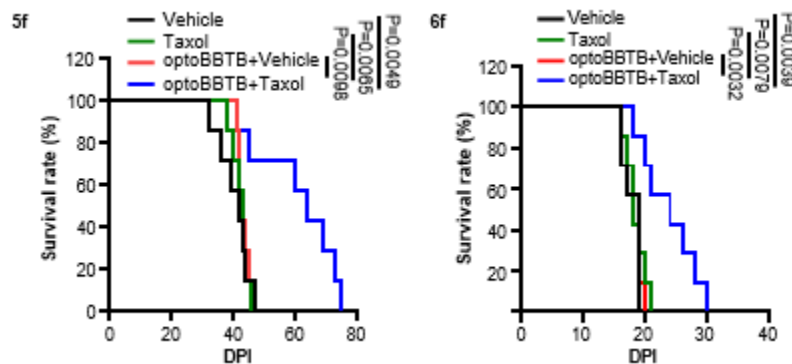 5f
Vehicle
Taxol
optoBBTB+Vehicle
optoBBTB+Taxol
P=0.0098
P=0.0065
P=0.0049
Survival rate (%)
120
100
80
60
40
20
0
0 20 40 60 80
DPI
6f
Vehicle
Taxol
optoBBTB+Vehicle
optoBBTB+Taxol
P=0.0032
P=0.0079
P=0.0039
Survival rate (%)
120
100
80
60
40
20
0 10 20 30 40
DPI